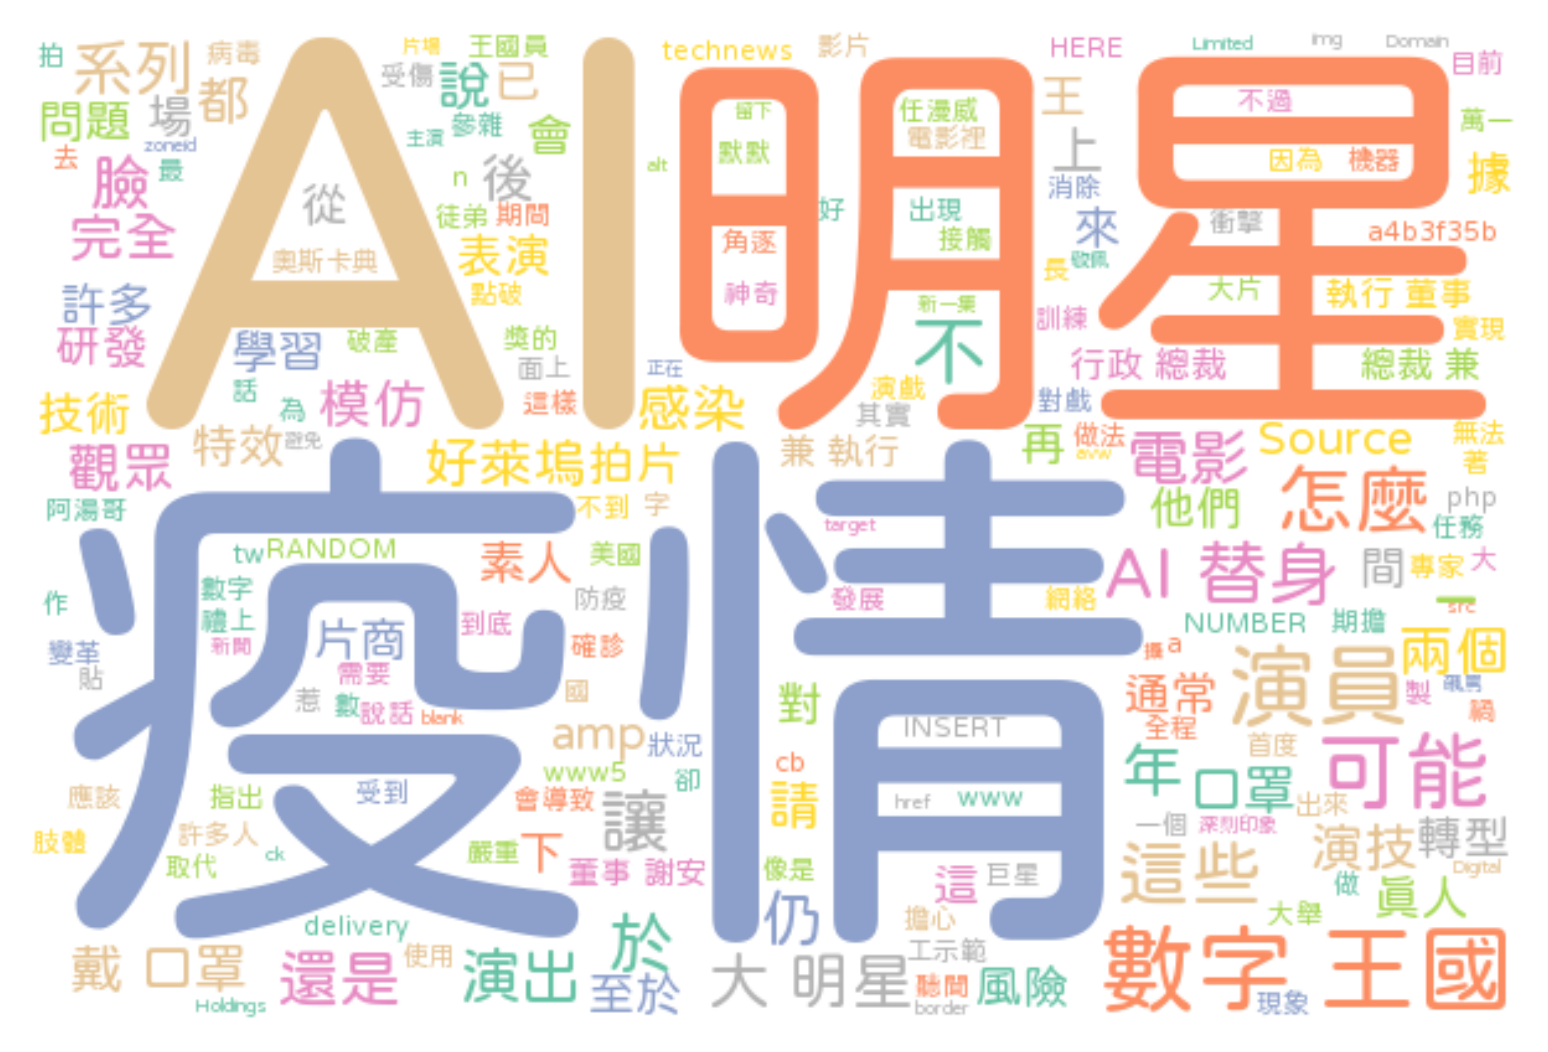 AI
明星
疫情
拍
系列
病毒
片場
王國員
technews
影片
HERE
Limited
img
Domain
目前
受傷
說
已
都
問題
場
zoneid
去
最
臉
完全
主演
參雜
會
n
後
alt
從
徒弟
期間
奧斯卡典
表演
點破
留下
默默
角逐
神奇
任漫威
電影裡
好
出現
接觸
新一集
不
王
上
消除
來
敬佩
長
訓練
不過
因為
機器
衝擊
大片
萬一
據
a4b3f35b
執行 董事
實現
行政 總裁
總裁 兼
許多
研發
學習
破產
獎的
面上
正在
話
為
模仿
這樣
感染
演戲
其實
對戲
技術
觀眾
特效
避免
好萊塢拍片
兼 執行
再
做法
avw
電影
Source
無法
著
阿湯哥
不到
字
target
他們
怎麼
php
任務
tw
RANDOM
素人
美國
AI 替身
間
專家
大
一
src
作
數字
禮上
新聞
片商
到底
防疫
確診
發展
網絡
NUMBER
期擔
兩個
變革
貼
需要
惹
數
說話
blank
國
攝
a
演員
製
颯駕
禍
amp
狀況
對
INSERT
通常
全程
首度
www5
卻
cb
年
口罩
可能
應該
指出
受到
會導致
讓
請
href
www
出來
肢體
許多人
取代
ck
嚴重
下
董事 謝安
像是
一個
深刻印象
演技
轉型
Digital
這
巨星
這些
做
真人
大舉
delivery
於
仍
擔心
工示範
戴 口罩
還是
使用
演出
至於
大 明星
聽聞
風險
border
數字 王國
現象
Holdings